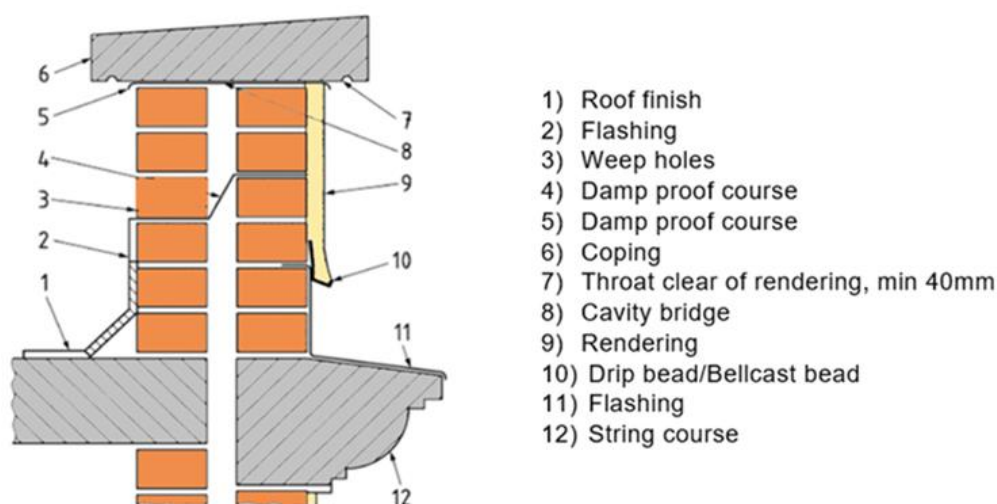 6
5
4
3
2
1
7
8
9
10
11
12
1) Roof finish
2) Flashing
3) Weep holes
4) Damp proof course
5) Damp proof course
6) Coping
7) Throat clear of rendering, min 40mm
8) Cavity bridge
9) Rendering
10) Drip bead/Bellcast bead
11) Flashing
12) String course